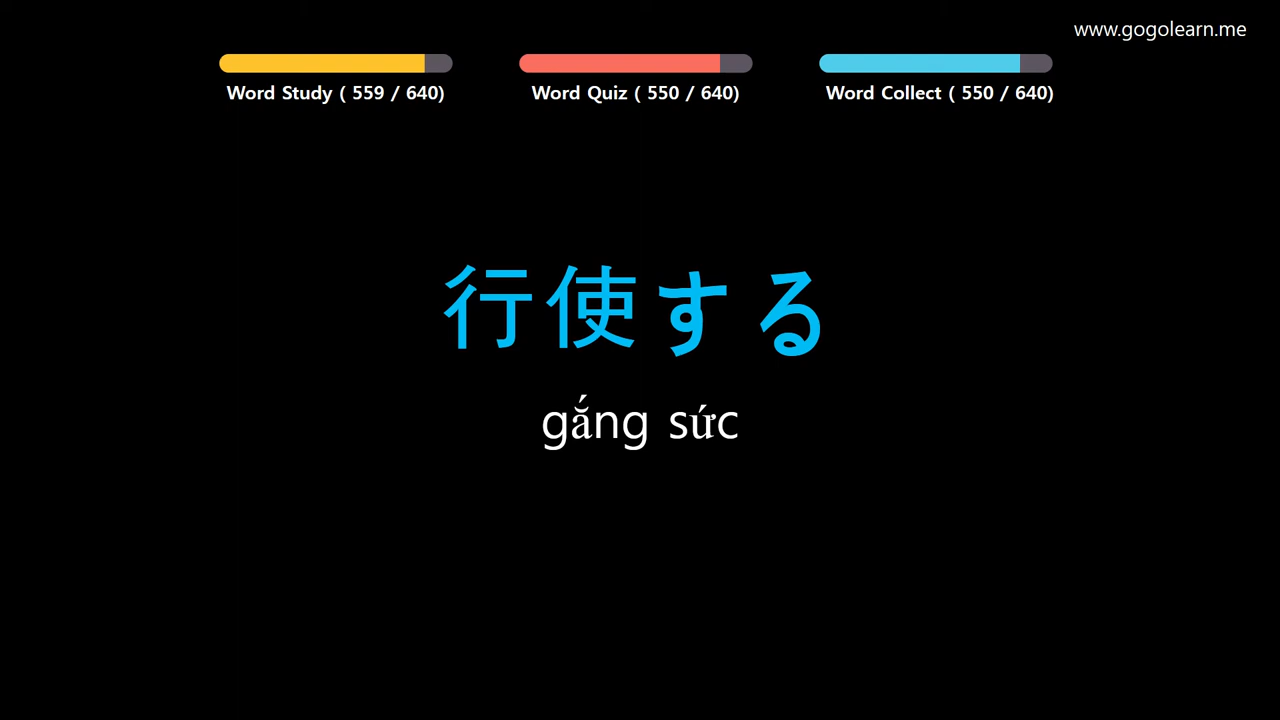 www.gogolearn.me
Word Study ( 559 / 640)
Word Quiz ( 550 / 640)
Word Collect ( 550 / 640)
行使する
gắng sức